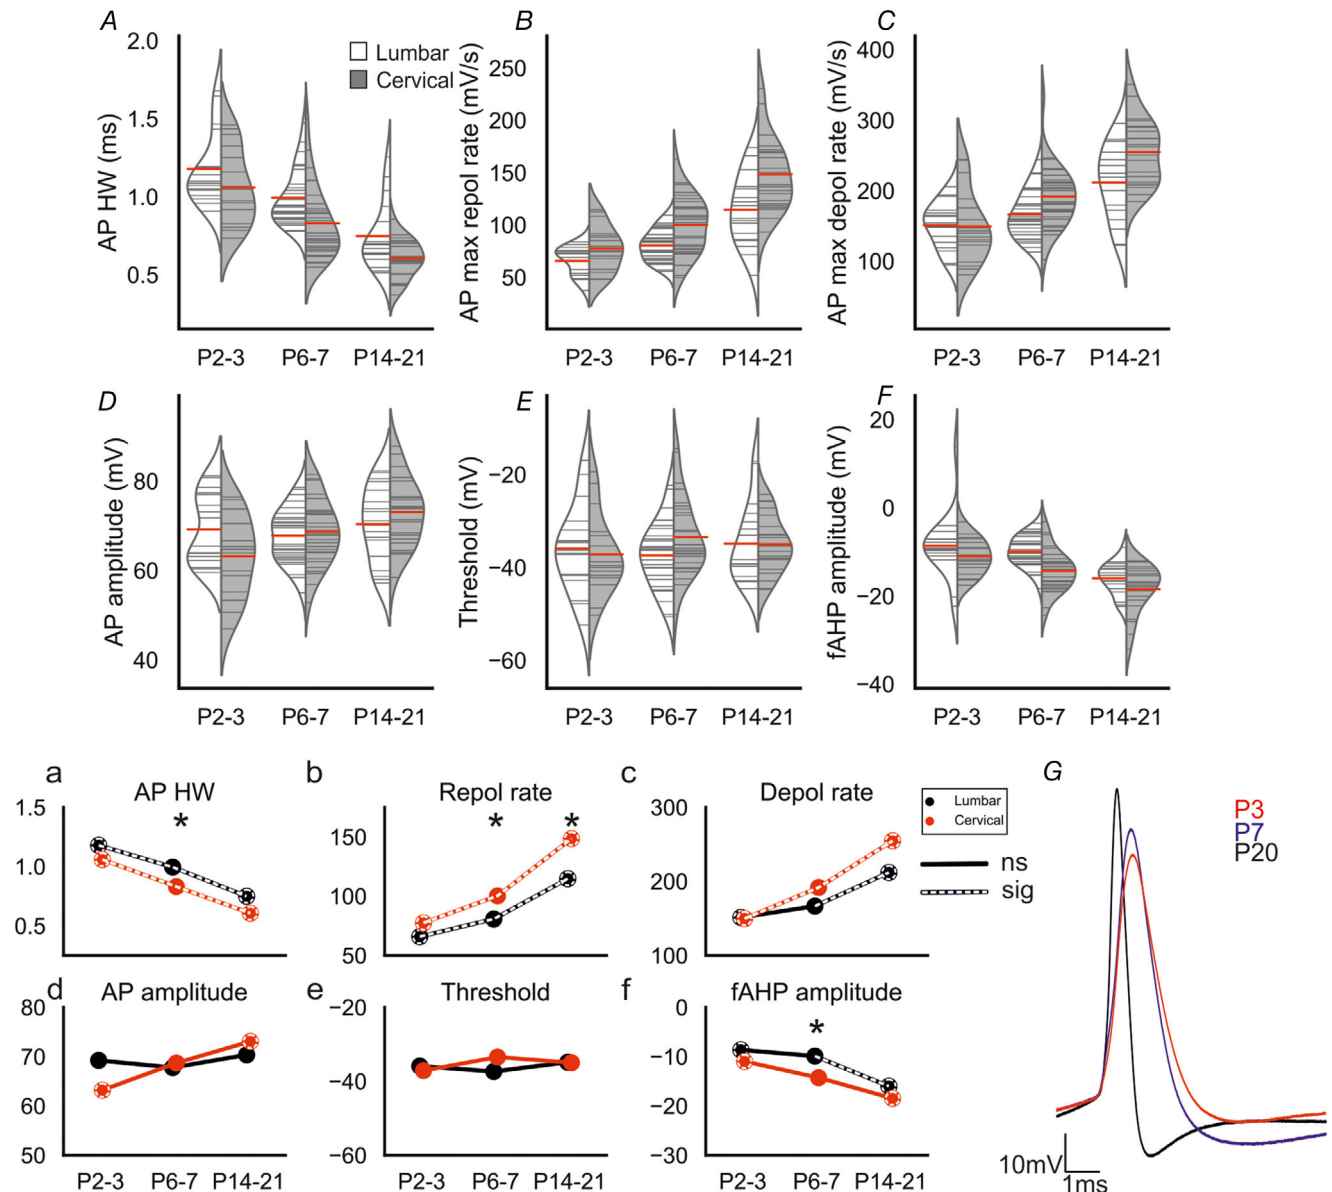 A
AP HW (ms)
2.0
1.5
1.0
0.5
Lumbar
Cervical
P2-3 P6-7 P14-21
B
AP max repol rate (mV/s)
250
200
150
100
50
P2-3 P6-7 P14-21
C
AP max depol rate (mV/s)
400
300
200
100
P2-3 P6-7 P14-21
D
AP amplitude (mV)
80
60
40
P2-3 P6-7 P14-21
E
Threshold (mV)
−20
−40
−60
P2-3 P6-7 P14-21
F
fAHP amplitude (mV)
20
0
−20
−40
P2-3 P6-7 P14-21
a
AP HW
1.5
1.0
0.5
*
b
Repol rate
150
100
50
* *
c
Depol rate
300
200
100
Lumbar
Cervical
ns
sig
d
AP amplitude
80
70
60
50
P2-3 P6-7 P14-21
e
Threshold
−20
−40
−60
P2-3 P6-7 P14-21
f
fAHP amplitude
0
−10
−20
−30
*
P2-3 P6-7 P14-21
G
P3
P7
P20
10mV
1ms